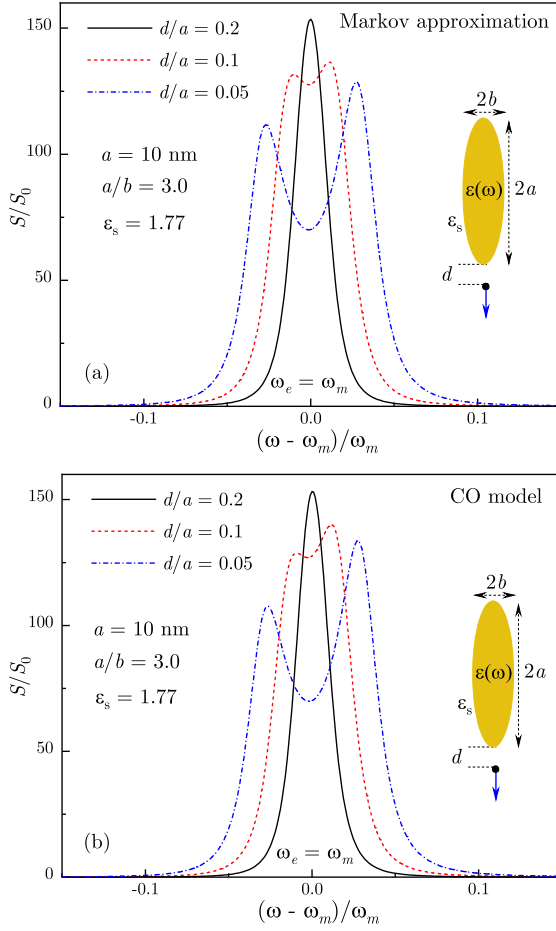 Markov approximation
d/a = 0.2
d/a = 0.1
d/a = 0.05
a = 10 nm
a/b = 3.0
εs = 1.77
2b
ε(ω)
2a
εs
d
S/S0
150
100
50
0
(a)
ωe = ωm
-0.1
0.0
0.1
(ω - ωm)/ωm
CO model
d/a = 0.2
d/a = 0.1
d/a = 0.05
a = 10 nm
a/b = 3.0
εs = 1.77
2b
ε(ω)
2a
εs
d
S/S0
150
100
50
0
(b)
ωe = ωm
-0.1
0.0
0.1
(ω - ωm)/ωm